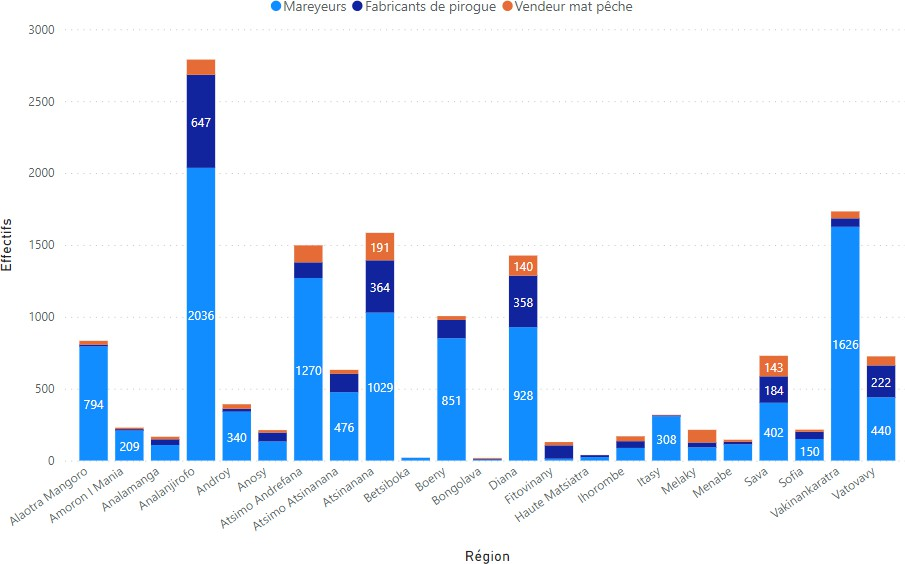 Mareyeurs Fabricants de pirogue Vendeur mat pêche
3000
2500
2000
1500
1000
500
0
Effectifs
794
209
647
2036
340
1270
476
191
364
1029
851
140
358
928
308
143
184
402
150
1626
222
440
Alaotra Mangoro
Amoron I Mania
Analamanga
Analanjirofo
Androy
Anosy
Atsimo Andrefana
Atsimo Atsinanana
Atsinanana
Betsiboka
Boeny
Bongolava
Diana
Fitovinany
Haute Matsiatra
Ihorombe
Itasy
Melaky
Menabe
Sava
Sofia
Vakinankaratra
Vatovavy
Région